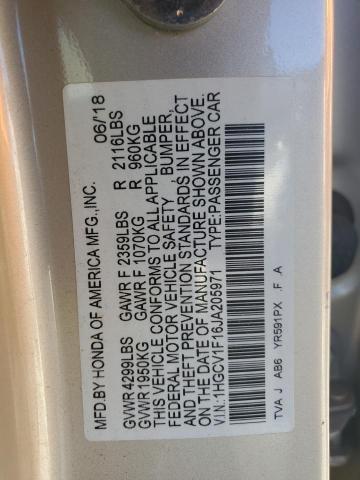 MFD.BY HONDA OF AMERICA MFG.,INC. 06/'18
GVWR 4299LBS GAWR F 2359LBS R 2116LBS
GVWR 1950KG GAWR F 1070KG R 960KG
THIS VEHICLE CONFORMS TO ALL APPLICABLE
FEDERAL MOTOR VEHICLE SAFETY , BUMPER,
AND THEFT PREVENTION STANDARDS IN EFFECT
ON THE DATE OF MANUFACTURE SHOWN ABOVE.
V.I.N.:1HGCV1F16JA205971 TYPE:PASSENGER CAR
TVA J AB6 YR591PX .F .A